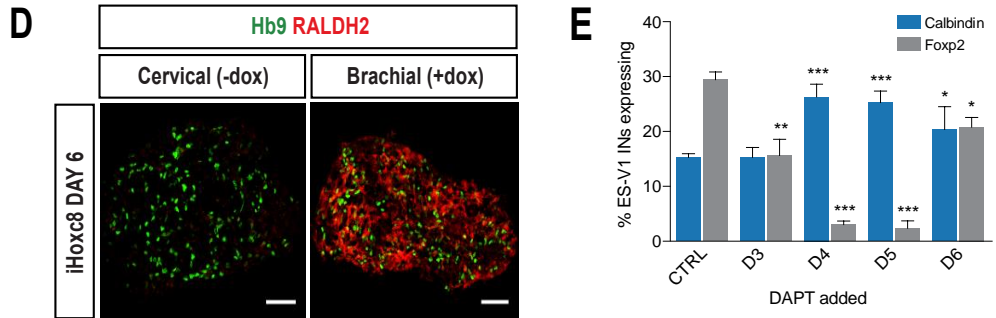 D
Hb9 RALDH2
Cervical (-dox)
Brachial (+dox)
iHoxc8 DAY 6
E
Calbindin
Foxp2
% ES-V1 INs expressing
40
30
20
10
0
***
***
**
*
*
***
***
CTRL
D3
D4
D5
D6
DAPT added